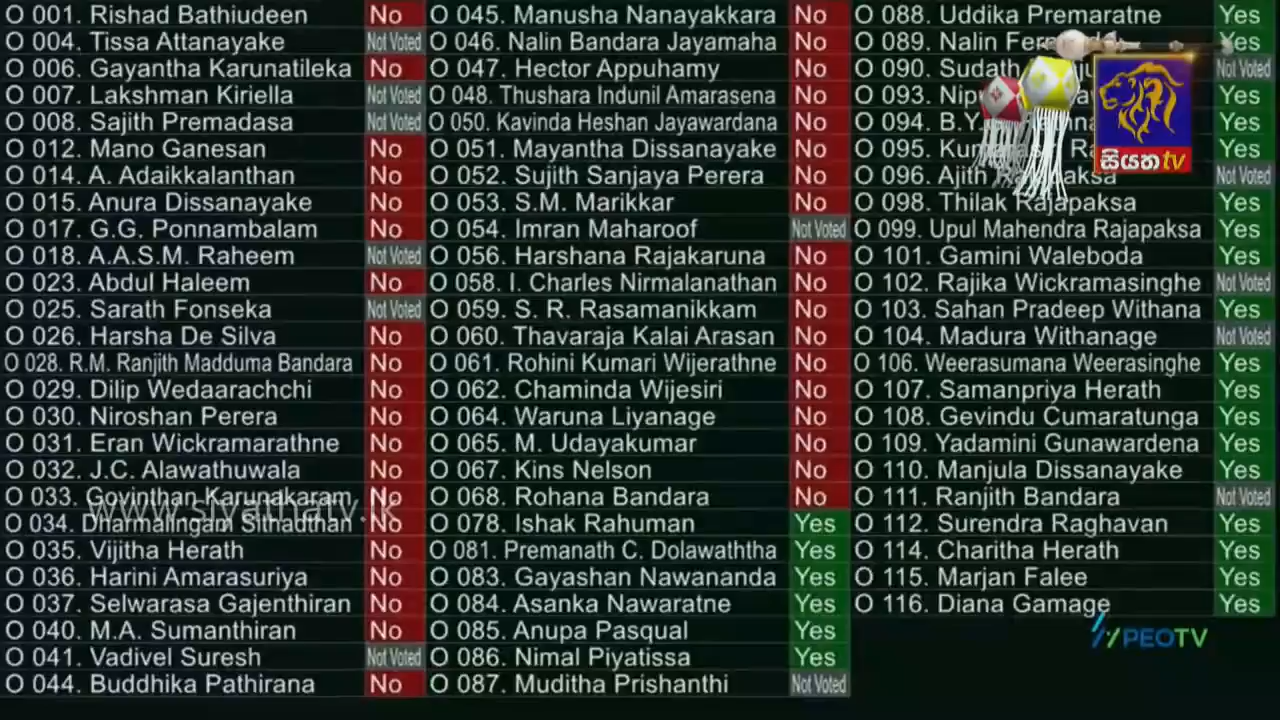 O 001. Rishad Bathiudeen No
O 004. Tissa Attanayake Not Voted
O 006. Gayantha Karunatileka No
O 007. Lakshman Kiriella Not Voted
O 008. Sajith Premadasa Not Voted
O 012. Mano Ganesan No
O 014. A. Adaikkalanthan No
O 015. Anura Dissanayake No
O 017. G.G. Ponnambalam No
O 018. A.A.S.M. Raheem Not Voted
O 023. Abdul Haleem No
O 025. Sarath Fonseka Not Voted
O 026. Harsha De Silva No
O 028. R.M. Ranjith Madduma Bandara No
O 029. Dilip Wedaarachchi No
O 030. Niroshan Perera No
O 031. Eran Wickramarathne No
O 032. J.C. Alawathuwala No
O 033. Govinthan Karunakaram No
www.siyathatv.lk
O 034. Dharmalingam Sithadthan No
O 035. Vijitha Herath No
O 036. Harini Amarasuriya No
O 037. Selwarasa Gajenthiran No
O 040. M.A. Sumanthiran No
O 041. Vadivel Suresh Not Voted
O 044. Buddhika Pathirana No
O 045. Manusha Nanayakkara No
O 046. Nalin Bandara Jayamaha No
O 047. Hector Appuhamy No
O 048. Thushara Indunil Amarasena No
O 050. Kavinda Heshan Jayawardana No
O 051. Mayantha Dissanayake No
O 052. Sujith Sanjaya Perera No
O 053. S.M. Marikkar No
O 054. Imran Maharoof Not Voted
O 056. Harshana Rajakaruna No
O 058. I. Charles Nirmalanathan No
O 059. S. R. Rasamanikkam No
O 060. Thavaraja Kalai Arasan No
O 061. Rohini Kumari Wijerathne No
O 062. Chaminda Wijesiri No
O 064. Waruna Liyanage No
O 065. M. Udayakumar No
O 067. Kins Nelson No
O 068. Rohana Bandara No
O 078. Ishak Rahuman Yes
O 081. Premanath C. Dolawaththa Yes
O 083. Gayashan Nawananda Yes
O 084. Asanka Nawaratne Yes
O 085. Anupa Pasqual Yes
O 086. Nimal Piyatissa Yes
O 087. Muditha Prishanthi Not Voted
O 088. Uddika Premaratne Yes
O 089. Nalin Yes
O 090. Sudath Not Voted
O 093. Yes
O 094. B.Y. Yes
O 095. Yes
O 096. Ajith Rajapaksa Not Voted
O 098. Thilak Rajapaksa Yes
O 099. Upul Mahendra Rajapaksa Yes
O 101. Gamini Waleboda Yes
O 102. Rajika Wickramasinghe Not Voted
O 103. Sahan Pradeep Withana Yes
O 104. Madura Withanage Not Voted
O 106. Weerasumana Weerasinghe Yes
O 107. Samanpriya Herath Yes
O 108. Gevindu Cumaratunga Yes
O 109. Yadamini Gunawardena Yes
O 110. Manjula Dissanayake Yes
O 111. Ranjith Bandara Not Voted
O 112. Surendra Raghavan Yes
O 114. Charitha Herath Yes
O 115. Marjan Falee Yes
O 116. Diana Gamage Yes
සියත tv
PEOTV